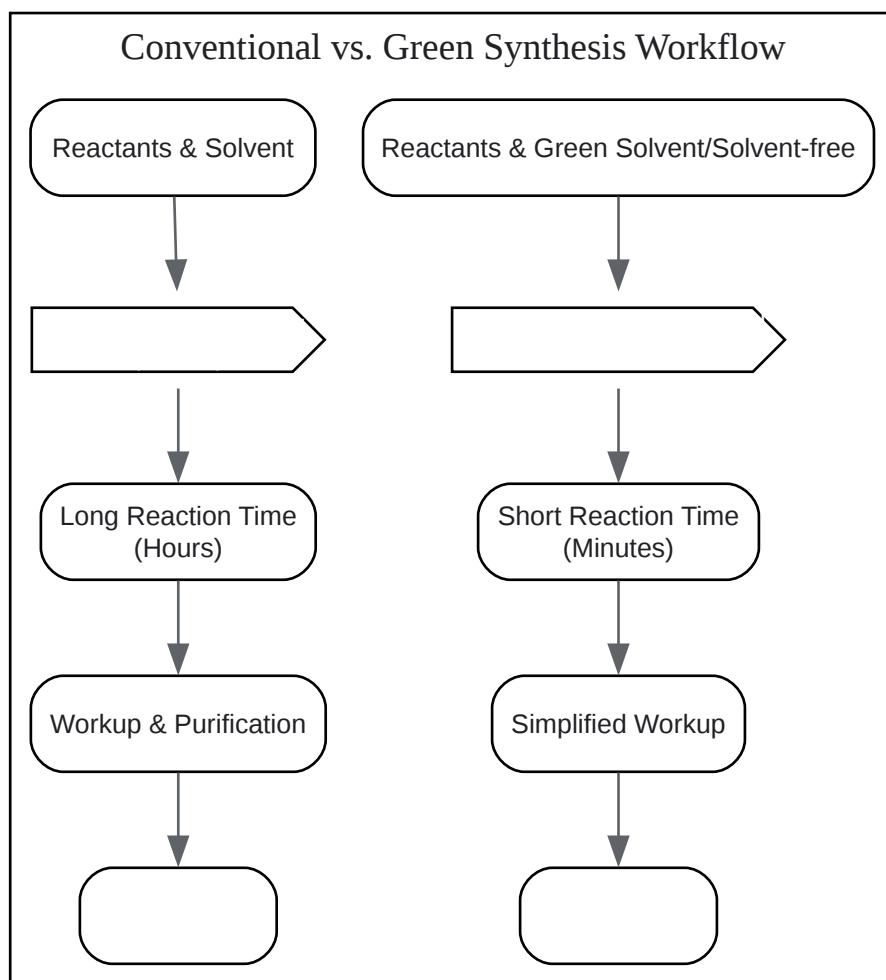 Conventional vs. Green Synthesis Workflow
Reactants & Solvent
Reactants & Green Solvent/Solvent-free
Long Reaction Time
(Hours)
Short Reaction Time
(Minutes)
Workup & Purification
Simplified Workup